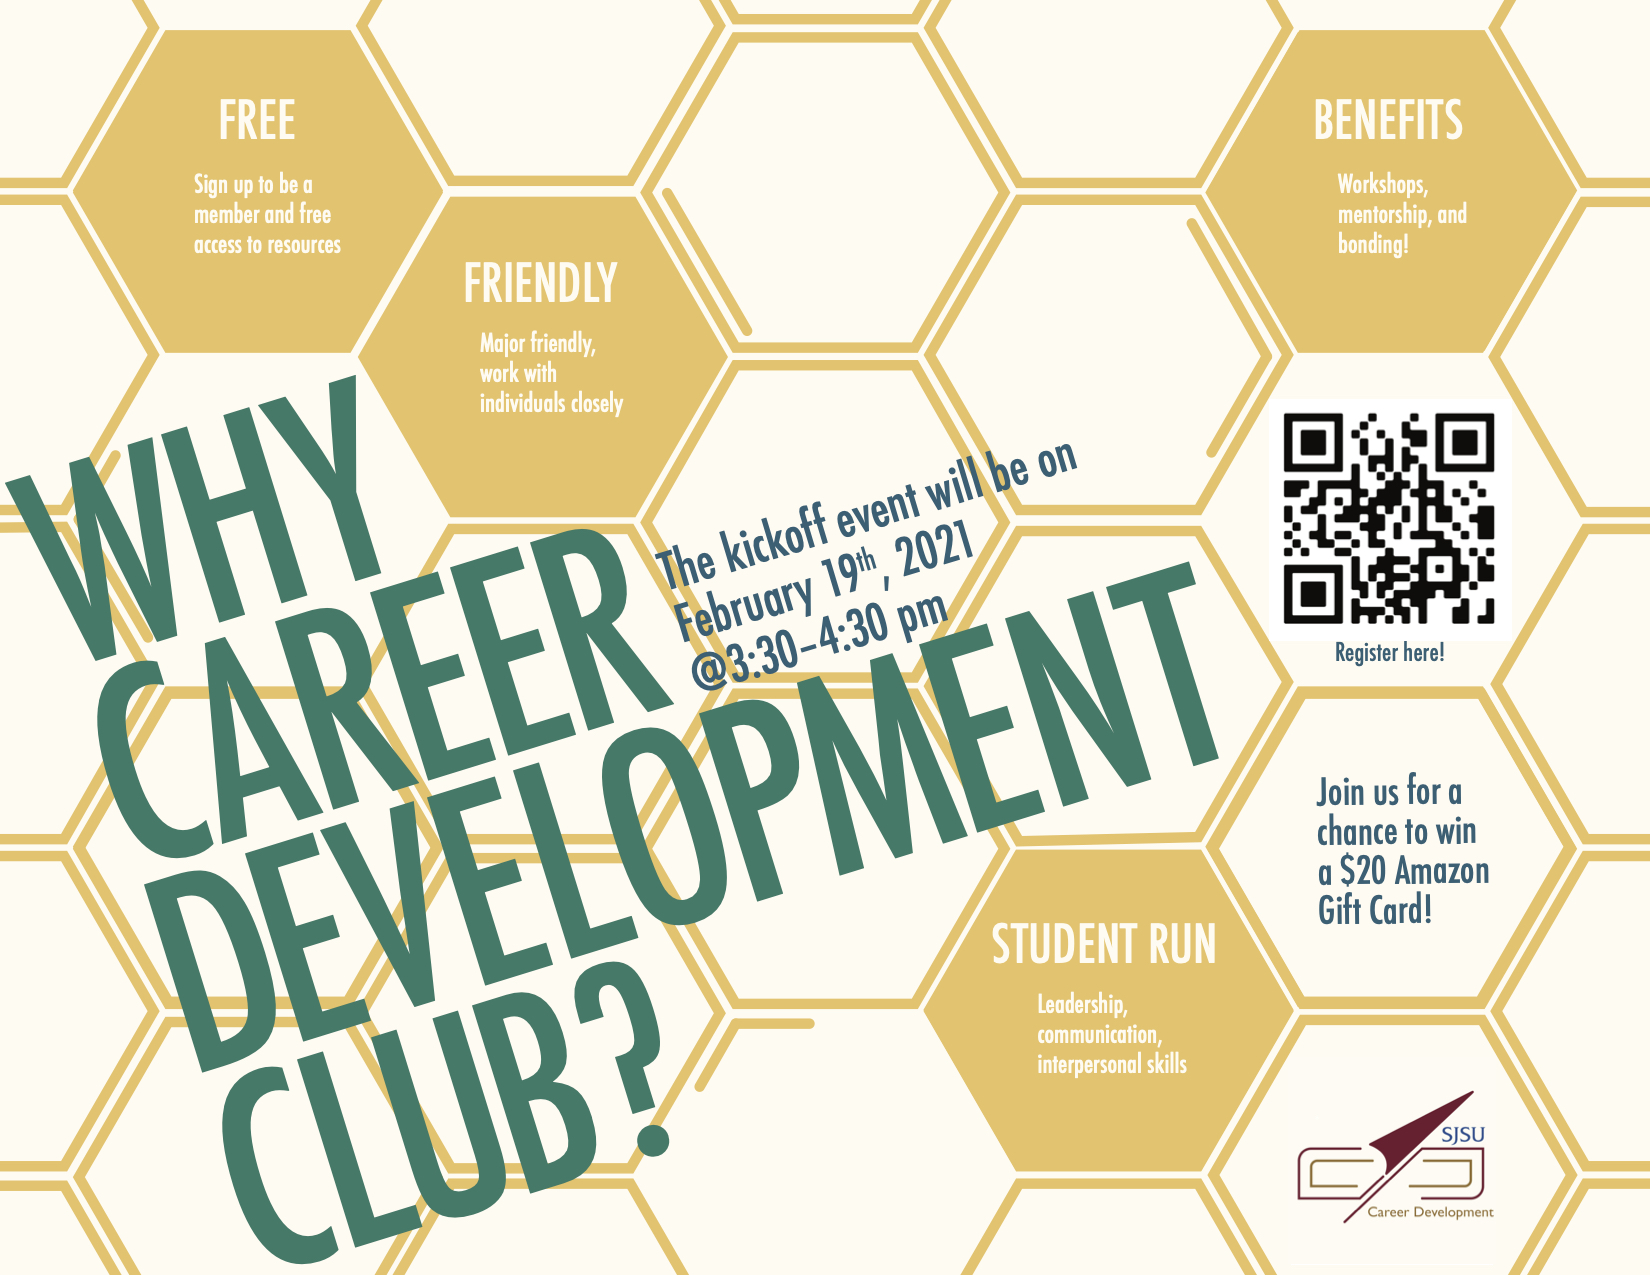 FREE
Sign up to be a
member and free
access to resources
FRIENDLY
Major friendly,
work with
individuals closely
BENEFITS
Workshops,
mentorship, and
bonding!
WHY
CAREER
DEVELOPMENT
CLUB?
The kickoff event will be on
February 19th, 2021
@3:30–4:30 pm
Register here!
Join us for a
chance to win
a $20 Amazon
Gift Card!
STUDENT RUN
Leadership,
communication,
interpersonal skills
SJSU
Career Development